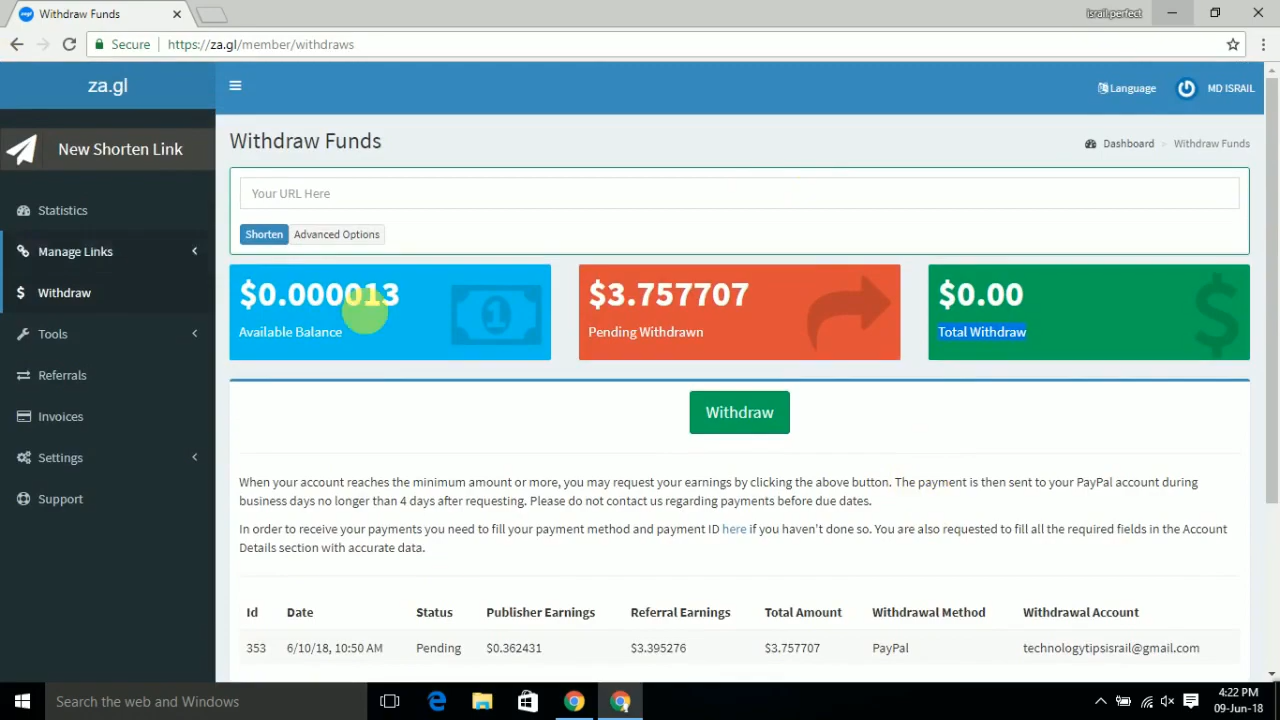 Withdraw Funds
israil.perfect
Secure
https://za.gl/member/withdraws
za.gl
Language
MD ISRAIL
New Shorten Link
Statistics
Manage Links
Withdraw
Tools
Referrals
Invoices
Settings
Support
Withdraw Funds
Dashboard > Withdraw Funds
Your URL Here
Shorten
Advanced Options
$0.000013
Available Balance
$3.757707
Pending Withdrawn
$0.00
Total Withdraw
Withdraw
When your account reaches the minimum amount or more, you may request your earnings by clicking the above button. The payment is then sent to your PayPal account during
business days no longer than 4 days after requesting. Please do not contact us regarding payments before due dates.
In order to receive your payments you need to fill your payment method and payment ID here if you haven't done so. You are also requested to fill all the required fields in the Account
Details section with accurate data.
Id Date Status Publisher Earnings Referral Earnings Total Amount Withdrawal Method Withdrawal Account
353 6/10/18, 10:50 AM Pending $0.362431 $3.395276 $3.757707 PayPal technologytipsisrail@gmail.com
Search the web and Windows
4:22 PM
09-Jun-18